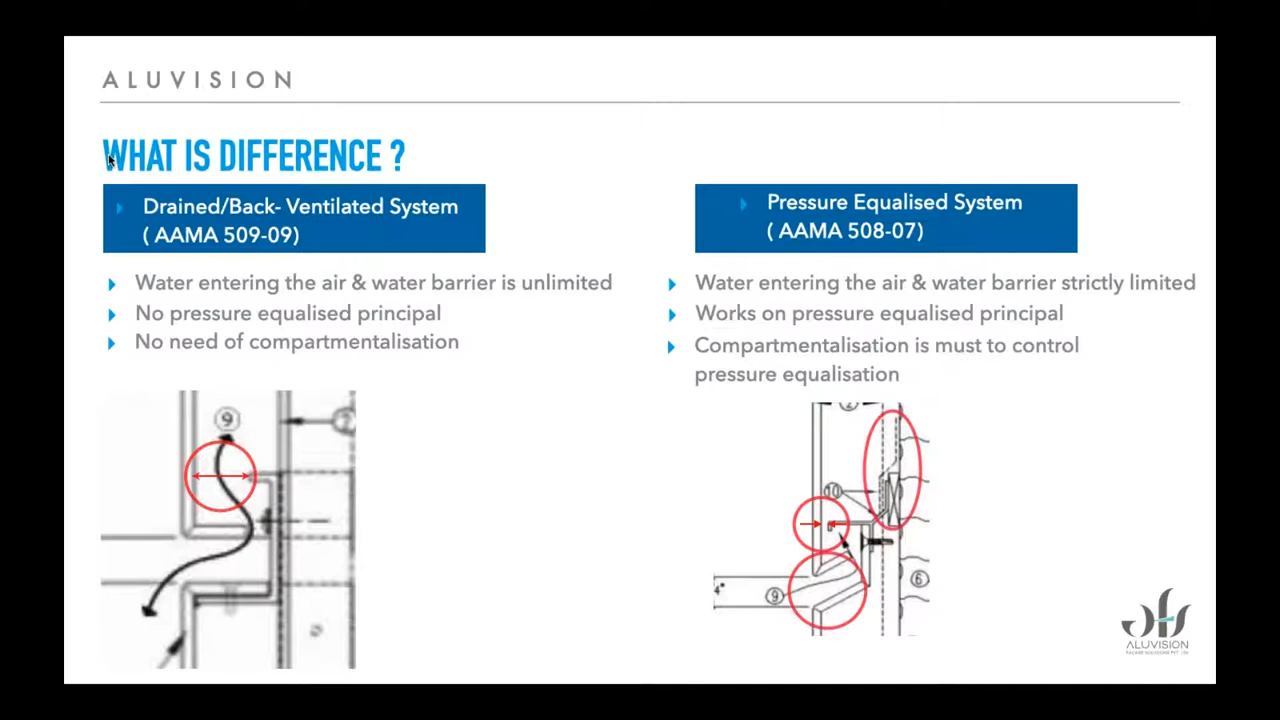 ALUVISION
WHAT IS DIFFERENCE ?
Drained/Back- Ventilated System
( AAMA 509-09)
Water entering the air & water barrier is unlimited
No pressure equalised principal
No need of compartmentalisation
9
Pressure Equalised System
( AAMA 508-07)
Water entering the air & water barrier strictly limited
Works on pressure equalised principal
Compartmentalisation is must to control
pressure equalisation
10
4"
9
6
ALUVISION